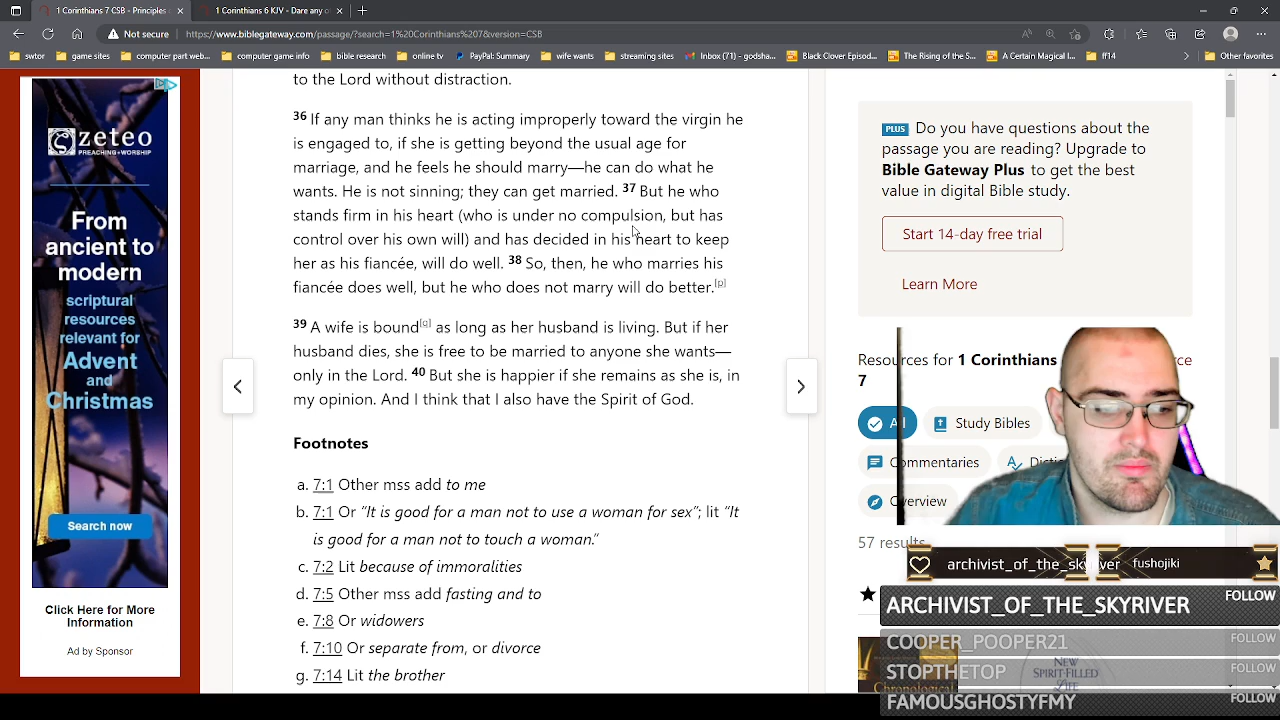 1 Corinthians 7 CSB - Principles
1 Corinthians 6 KJV - Dare any o
Not secure
https://www.biblegateway.com/passage/?search=1%20Corinthians%207&version=CSB
swtor
game sites
computer part web...
computer games
bible research
online tv
PayPal: Summary
wife wants
streaming sites
Inbox (71) - godsha...
Black Clover Episod...
The Rising of the S...
A Certain Magical I...
ff14
Other favorites
zeteo
PREACHING+WORSHIP
From
ancient to
modern
scriptural
resources
relevant for
Advent
and
Christmas
Search now
Click Here for More
Information
Ad by Sponsor
to the Lord without distraction.
36 If any man thinks he is acting improperly toward the virgin he
is engaged to, if she is getting beyond the usual age for
marriage, and he feels he should marry—he can do what he
wants. He is not sinning; they can get married. 37 But he who
stands firm in his heart (who is under no compulsion, but has
control over his own will) and has decided in his heart to keep
her as his fiancée, will do well. 38 So, then, he who marries his
fiancée does well, but he who does not marry will do better.[p]
39 A wife is bound[q] as long as her husband is living. But if her
husband dies, she is free to be married to anyone she wants—
only in the Lord. 40 But she is happier if she remains as she is, in
my opinion. And I think that I also have the Spirit of God.
Footnotes
a. 7:1 Other mss add to me
b. 7:1 Or “It is good for a man not to use a woman for sex”; lit “It
is good for a man not to touch a woman.”
c. 7:2 Lit because of immoralities
d. 7:5 Other mss add fasting and to
e. 7:8 Or widowers
f. 7:10 Or separate from, or divorce
g. 7:14 Lit the brother
PLUS Do you have questions about the
passage you are reading? Upgrade to
Bible Gateway Plus to get the best
value in digital Bible study.
Start 14-day free trial
Learn More
Resources for 1 Corinthians
7
Study Bibles
Commentaries
Overview
57 results
archivist_of_the_skyriver
fushojiki
ARCHIVIST_OF_THE_SKYRIVER FOLLOW
COOPER_POOPER21 FOLLOW
STOPTHETOP FOLLOW
FAMOUSGHOSTYFMY FOLLOW
NEW
SPIRIT-FILLED
LIFE
Chronological